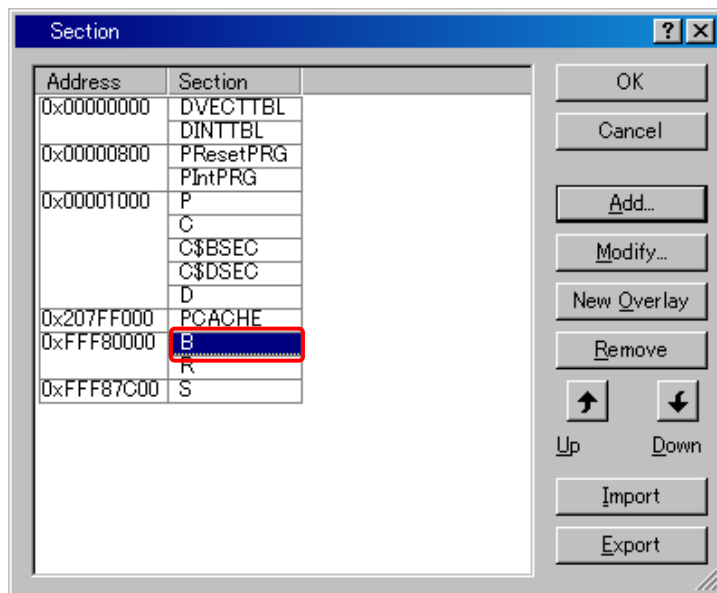 Section
Address Section
0x00000000 DVECTTBL
DINTTBL
0x00000800 PResetPRG
PIntPRG
0x00001000 P
C
C$BSEC
C$DSEC
D
0x207FF000 PCACHE
0xFFF80000 B
R
0xFFF87C00 S
OK
Cancel
Add...
Modify...
New Overlay
Remove
Up Down
Import
Export